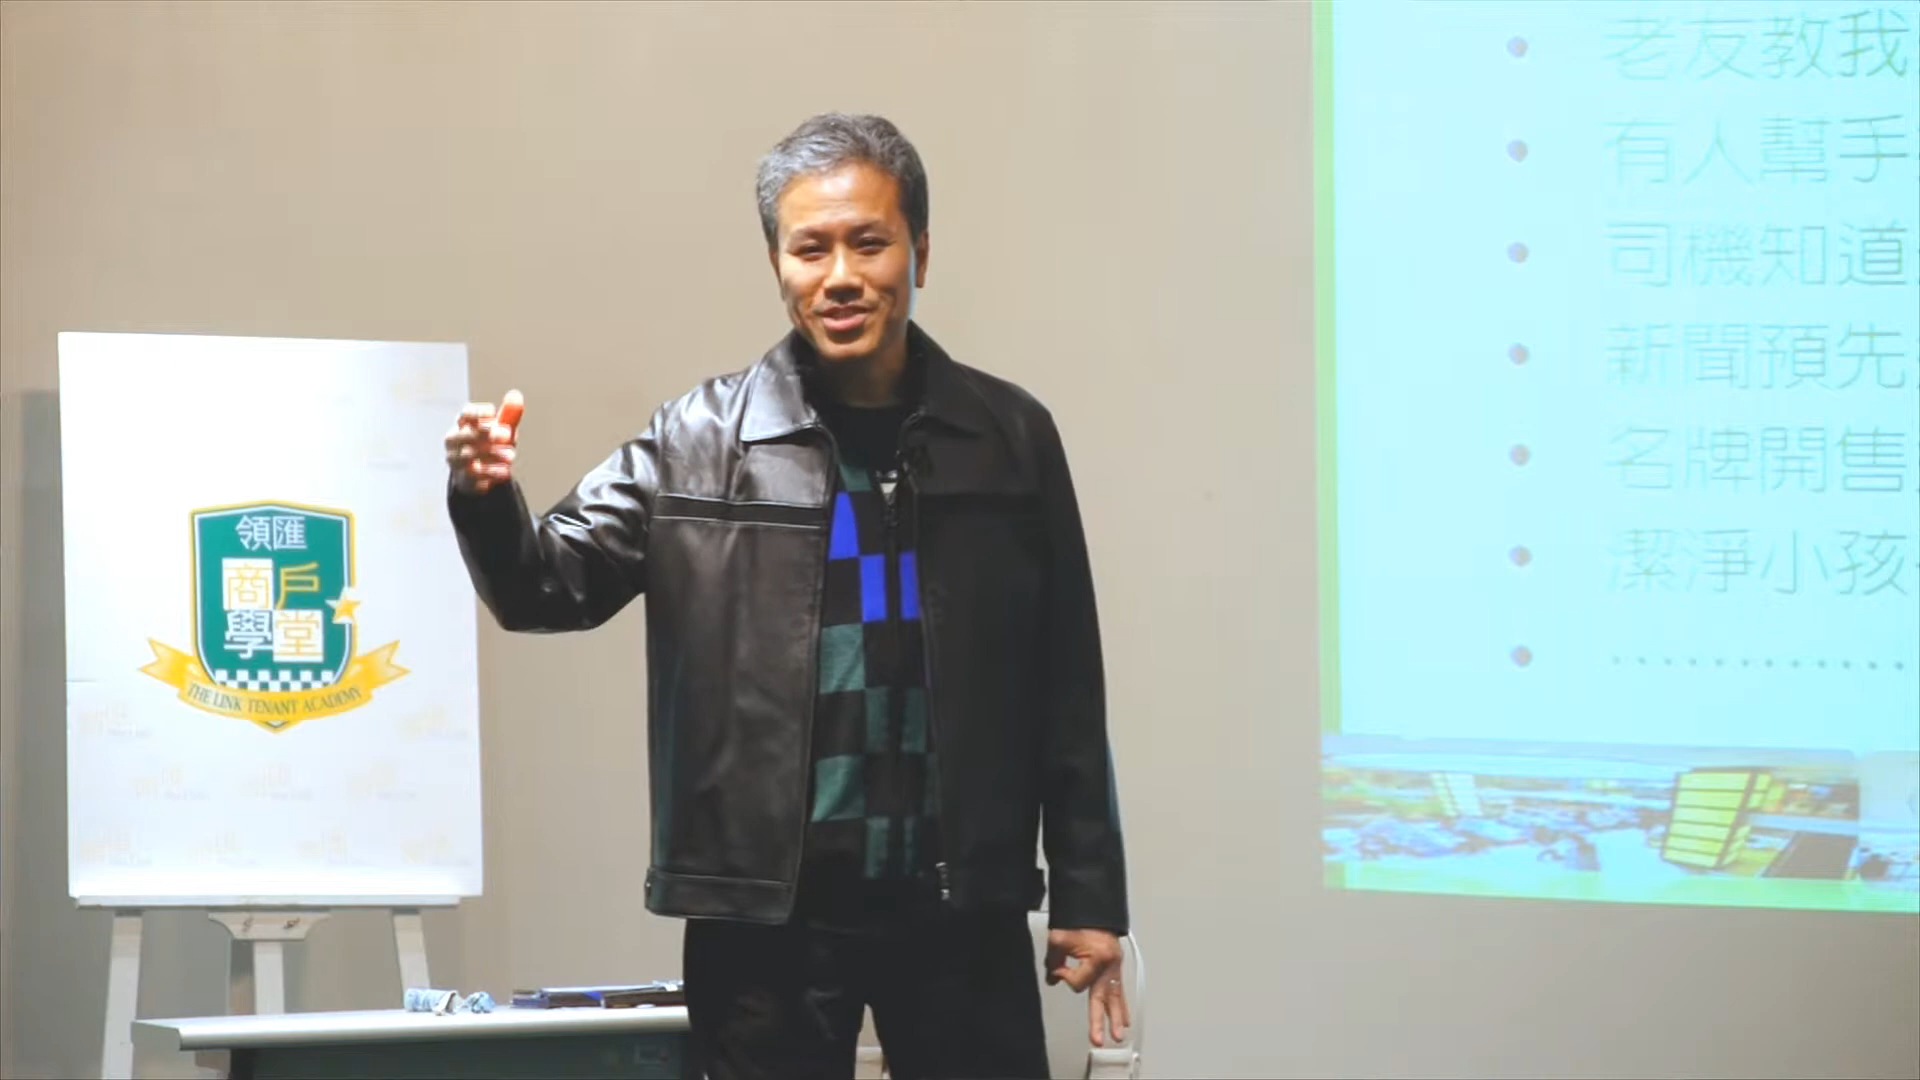 領匯
商戶
學堂
THE LINK TENANT ACADEMY
老友教我
有人幫手
司機知道
新聞預先
名牌開售
潔淨小孩